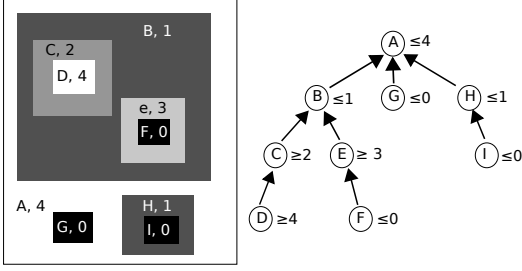 B, 1
C, 2
D, 4
e, 3
F, 0
A, 4
H, 1
G, 0
I, 0
A ≤4
B ≤1
G ≤0
H ≤1
C ≥2
E ≥ 3
I ≤0
D ≥4
F ≤0